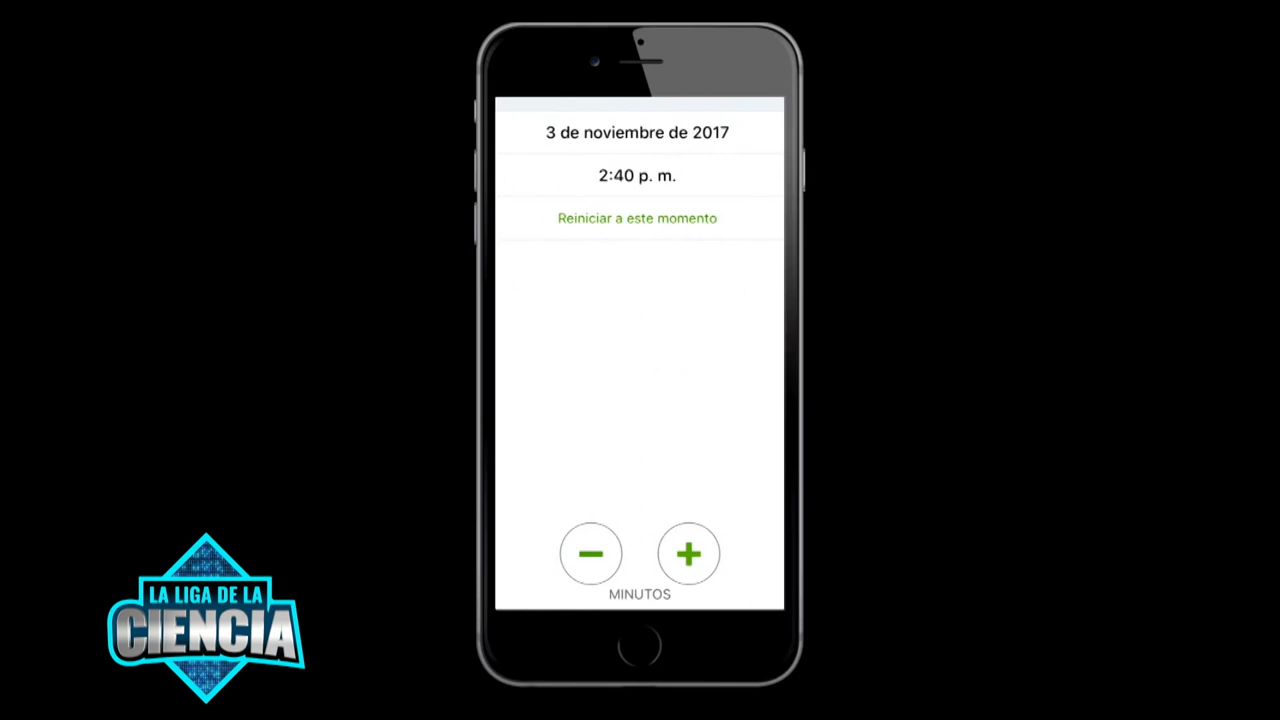 3 de noviembre de 2017
2:40 p. m.
Reiniciar a este momento
MINUTOS
LA LIGA DE LA
CIENCIA